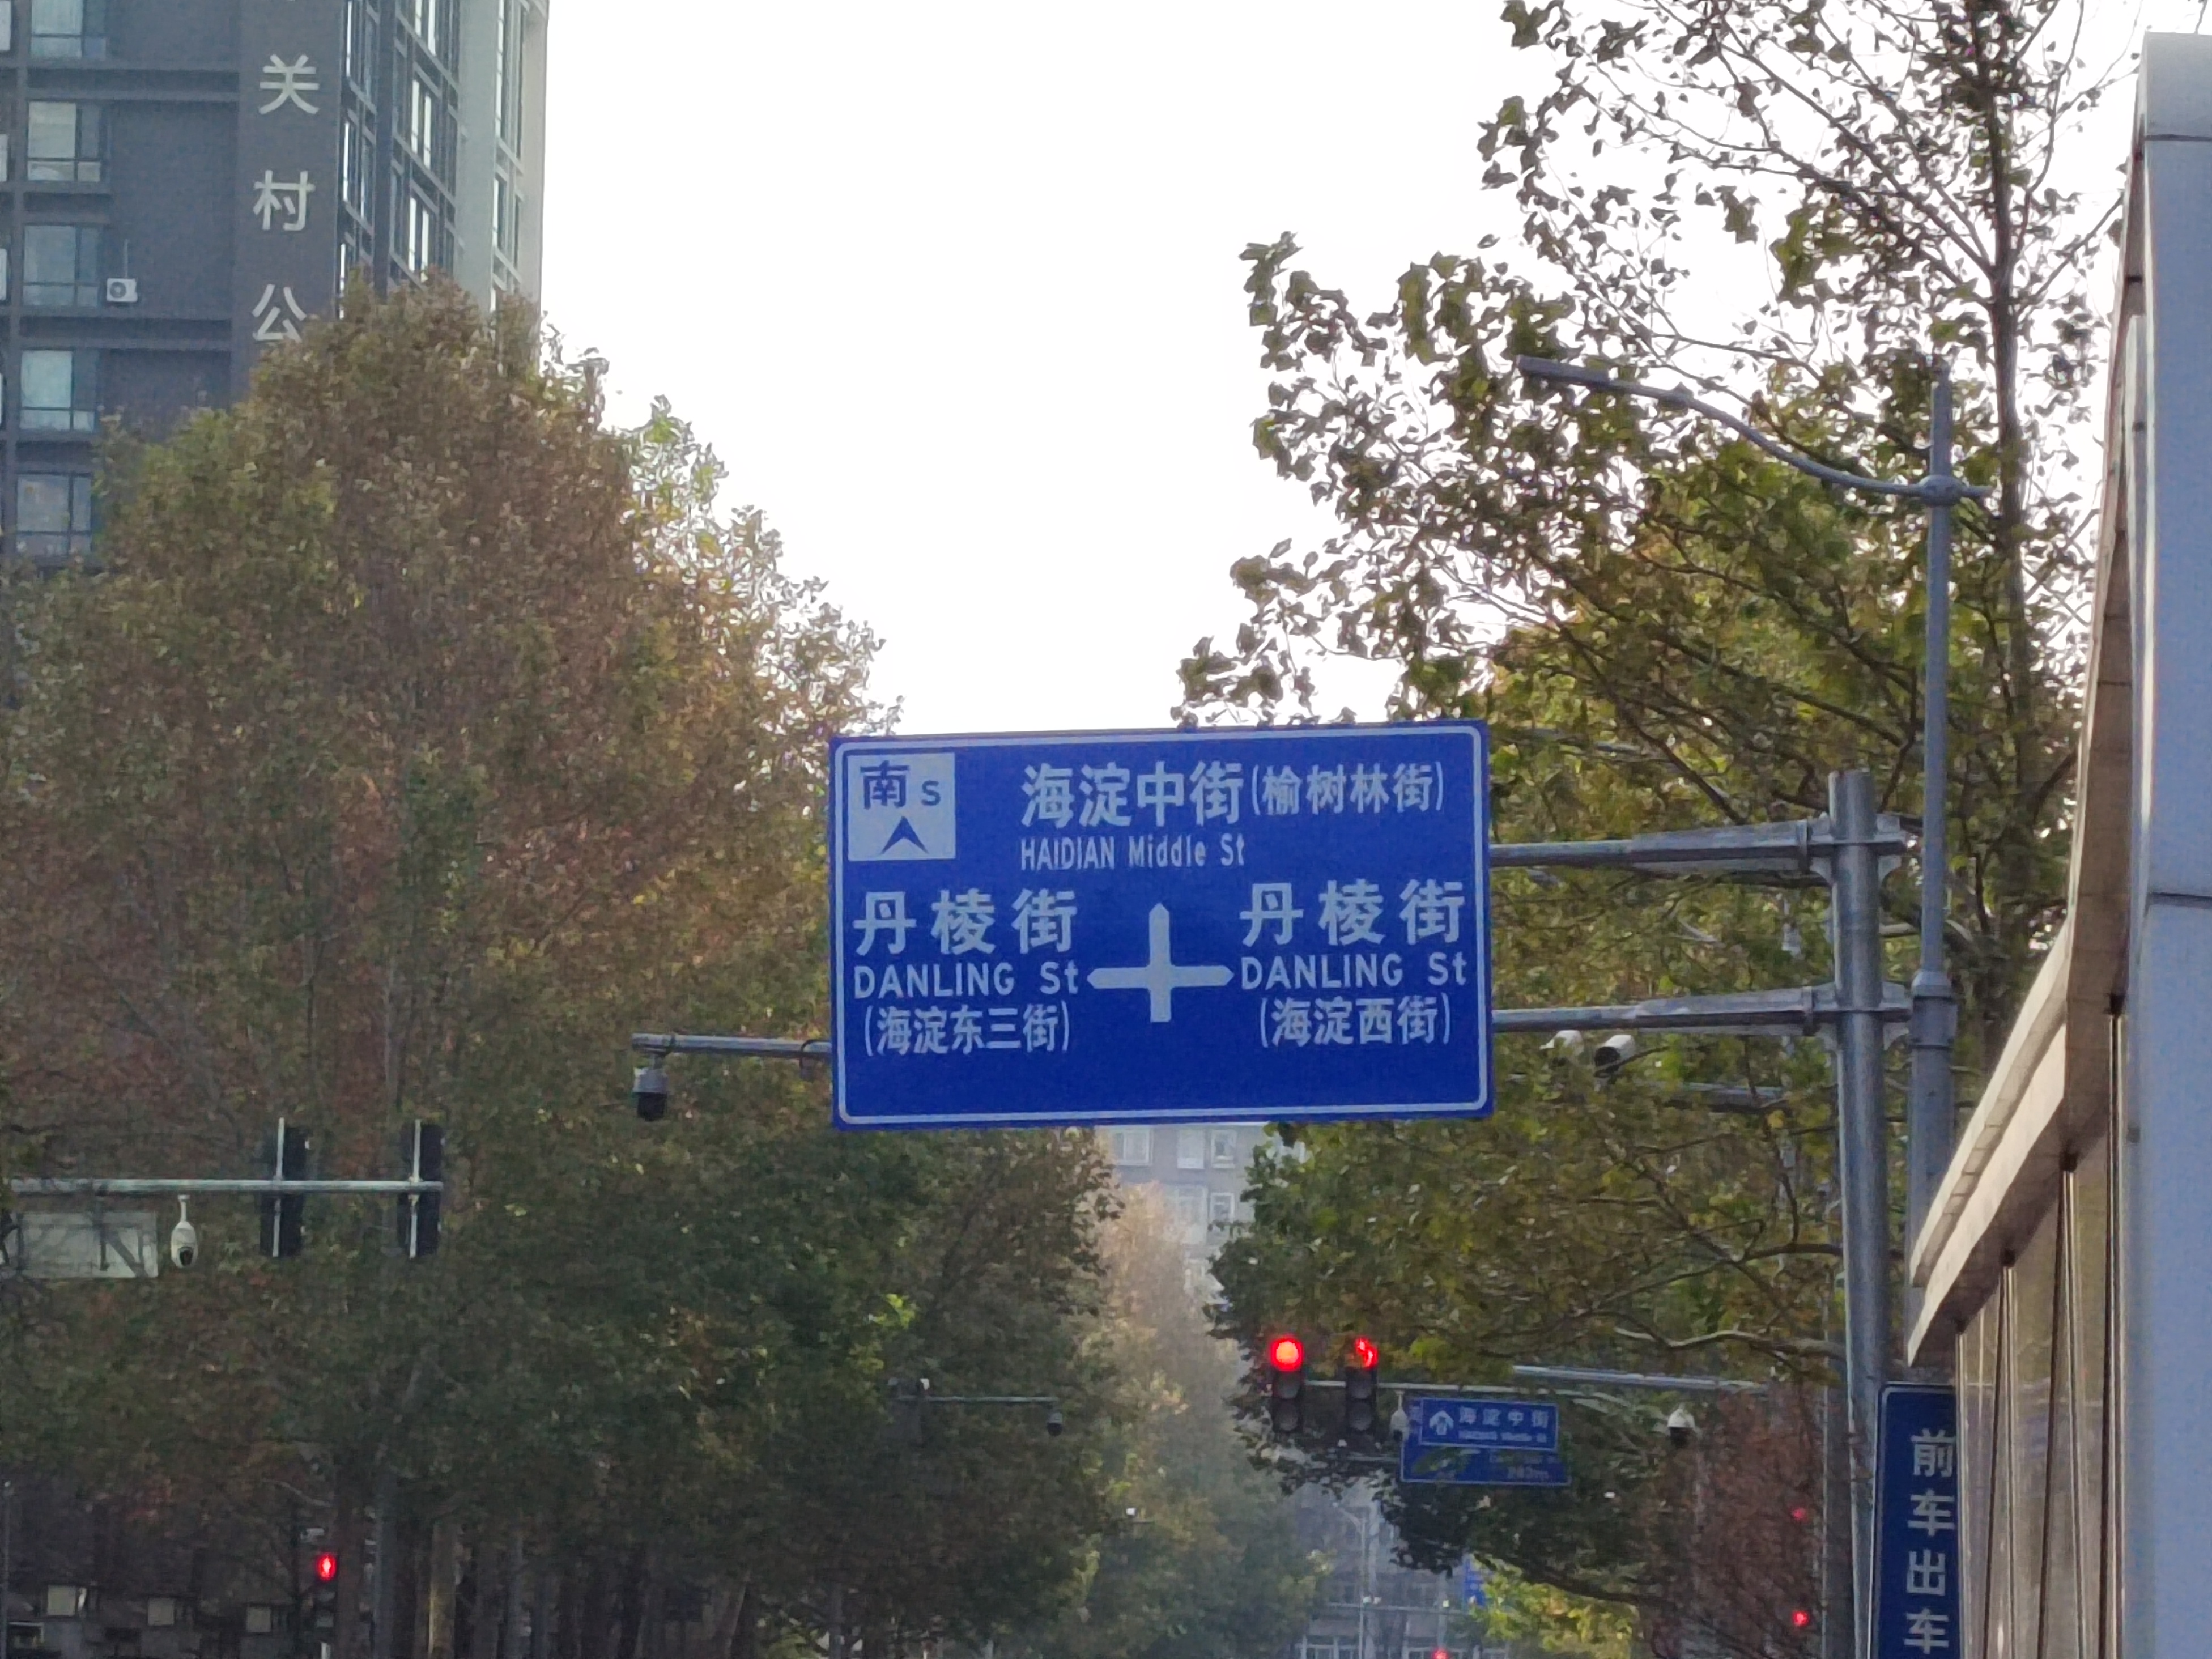 关村公
南 S
海淀中街(榆树林街)
HAIDIAN Middle St
丹棱街
DANLING St
(海淀东三街)
丹棱街
DANLING St
(海淀西街)
海淀中街
前车出车